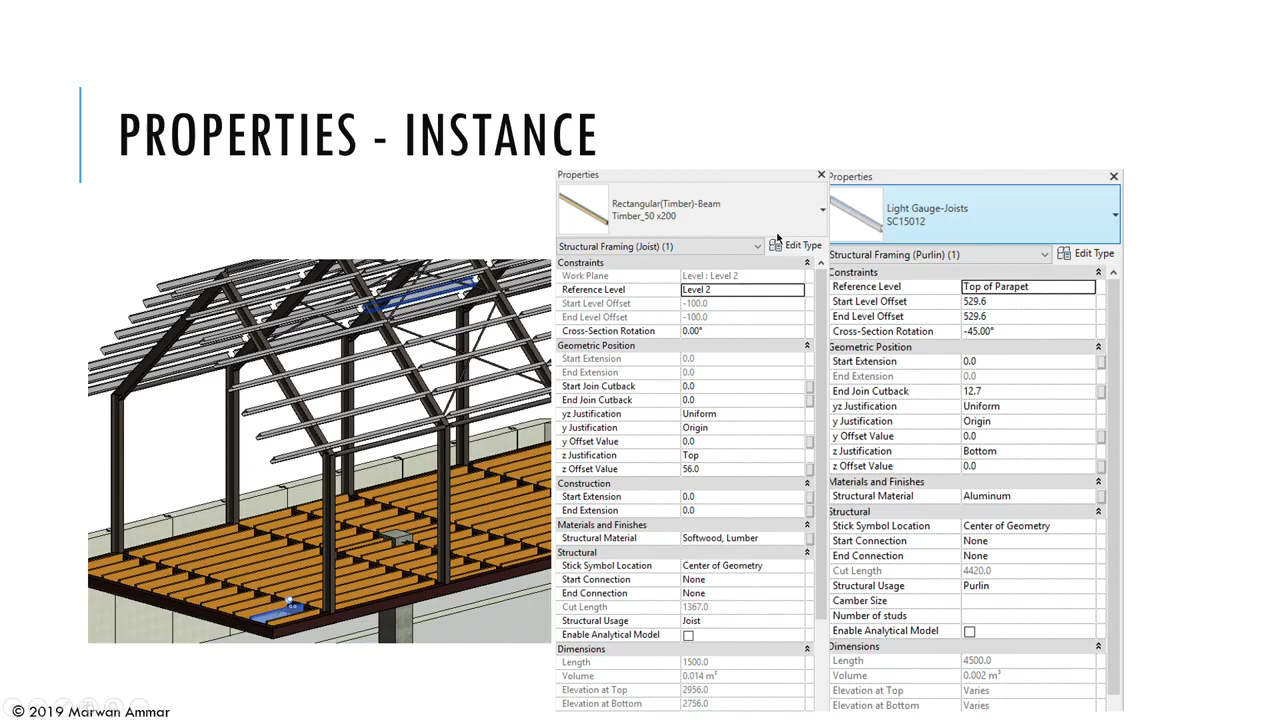 PROPERTIES - INSTANCE
Properties
Rectangular(Timber)-Beam
Timber_50 x200
Structural Framing (Joist) (1)
Edit Type
Constraints
Work Plane Level : Level 2
Reference Level Level 2
Start Level Offset -100.0
End Level Offset -100.0
Cross-Section Rotation 0.00°
Geometric Position
Start Extension 0.0
End Extension 0.0
Start Join Cutback 0.0
End Join Cutback 0.0
yz Justification Uniform
y Justification Origin
y Offset Value 0.0
z Justification Top
z Offset Value 56.0
Construction
Start Extension 0.0
End Extension 0.0
Materials and Finishes
Structural Material Softwood, Lumber
Structural
Stick Symbol Location Center of Geometry
Start Connection None
End Connection None
Cut Length 1367.0
Structural Usage Joist
Enable Analytical Model
Dimensions
Length 1500.0
Volume 0.014 m³
Elevation at Top 2956.0
Elevation at Bottom 2756.0
Properties
Light Gauge-Joists
SC15012
Structural Framing (Purlin) (1)
Edit Type
Constraints
Reference Level Top of Parapet
Start Level Offset 529.6
End Level Offset 529.6
Cross-Section Rotation -45.00°
Geometric Position
Start Extension 0.0
End Extension 0.0
End Join Cutback 12.7
yz Justification Uniform
y Justification Origin
y Offset Value 0.0
z Justification Bottom
z Offset Value 0.0
Materials and Finishes
Structural Material Aluminum
Structural
Stick Symbol Location Center of Geometry
Start Connection None
End Connection None
Cut Length 4420.0
Structural Usage Purlin
Camber Size
Number of studs
Enable Analytical Model
Dimensions
Length 4500.0
Volume 0.002 m³
Elevation at Top Varies
Elevation at Bottom Varies
© 2019 Marwan Ammar